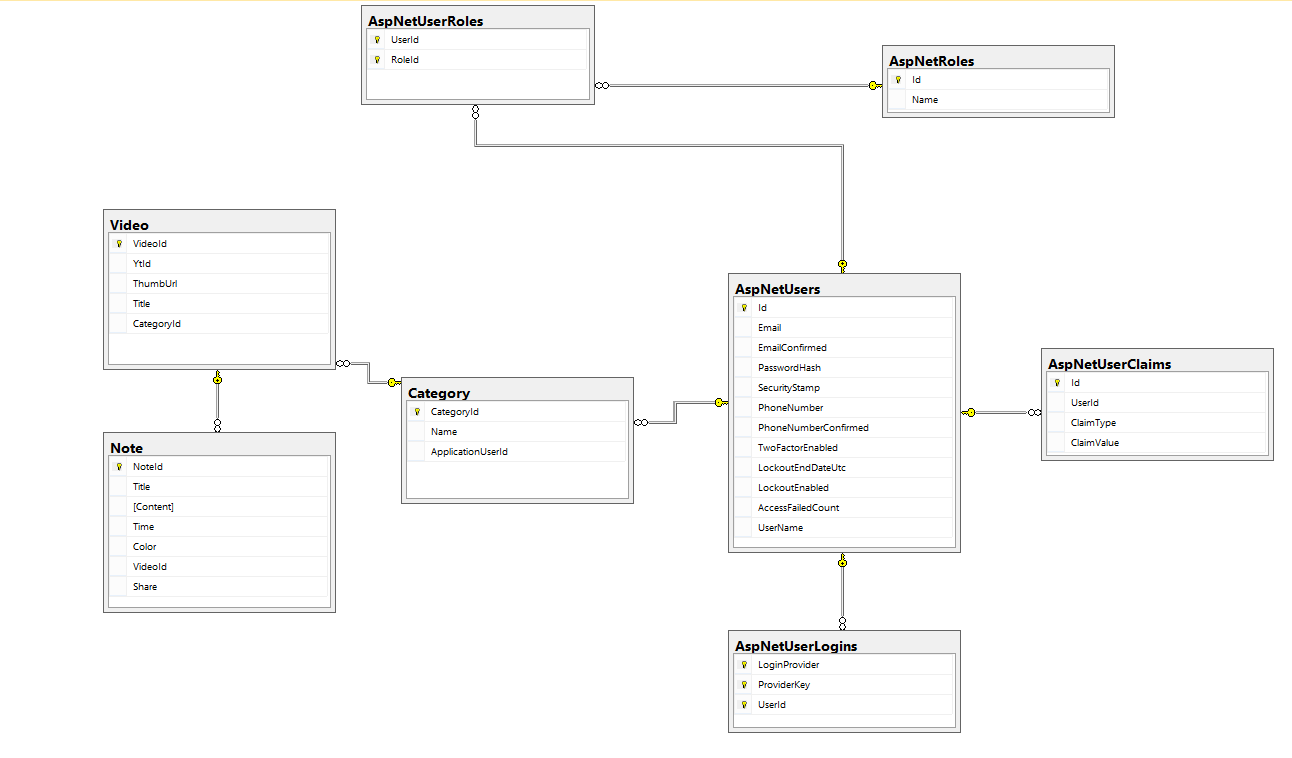 AspNetUserRoles
UserId
RoleId
AspNetRoles
Id
Name
Video
VideoId
YtId
ThumbUrl
Title
CategoryId
AspNetUsers
Id
Email
EmailConfirmed
PasswordHash
SecurityStamp
PhoneNumber
PhoneNumberConfirmed
TwoFactorEnabled
LockoutEndDateUtc
LockoutEnabled
AccessFailedCount
UserName
AspNetUserClaims
Id
UserId
ClaimType
ClaimValue
Category
CategoryId
Name
ApplicationUserId
Note
NoteId
Title
[Content]
Time
Color
VideoId
Share
AspNetUserLogins
LoginProvider
ProviderKey
UserId